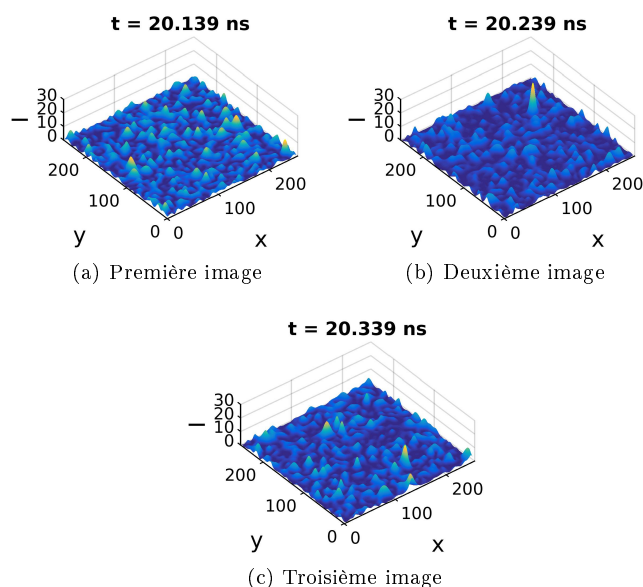 t = 20.139 ns
30
20
10
0
I
200
100
0
0
100
200
y
x
(a) Première image
t = 20.239 ns
30
20
10
0
I
200
100
0
0
100
200
y
x
(b) Deuxième image
t = 20.339 ns
30
20
10
0
I
200
100
0
0
100
200
y
x
(c) Troisième image